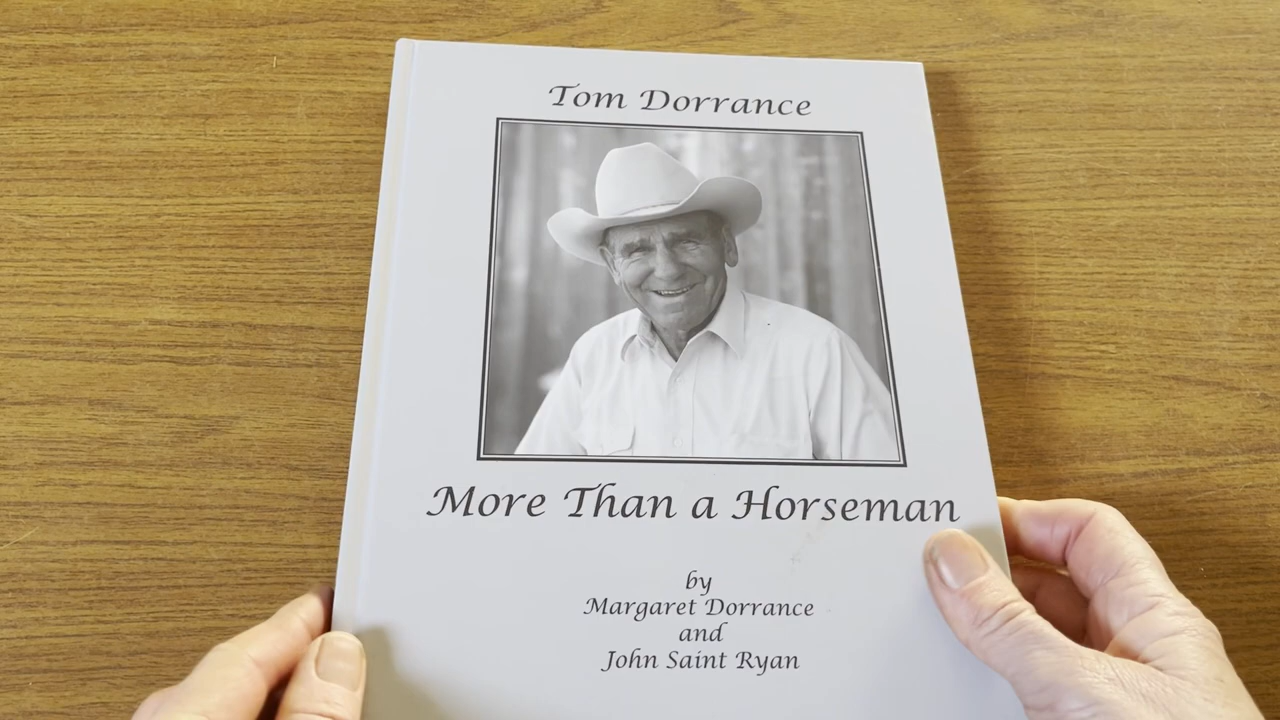 Tom Dorrance
More Than a Horseman
by
Margaret Dorrance
and
John Saint Ryan